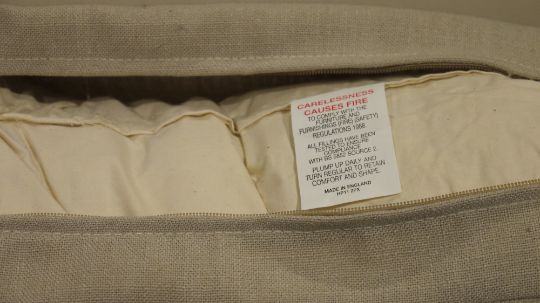 CARELESSNESS
CAUSES FIRE
TO COMPLY WITH THE
FURNITURE AND
FURNISHINGS (FIRE) (SAFETY)
REGULATIONS 1988.
ALL FILLINGS HAVE BEEN
TESTED TO ENSURE
COMPLIANCE
WITH BS 5852 SOURCE 2.
PLUMP UP DAILY AND
TURN REGULAR TO RETAIN
COMFORT AND SHAPE.
MADE IN ENGLAND